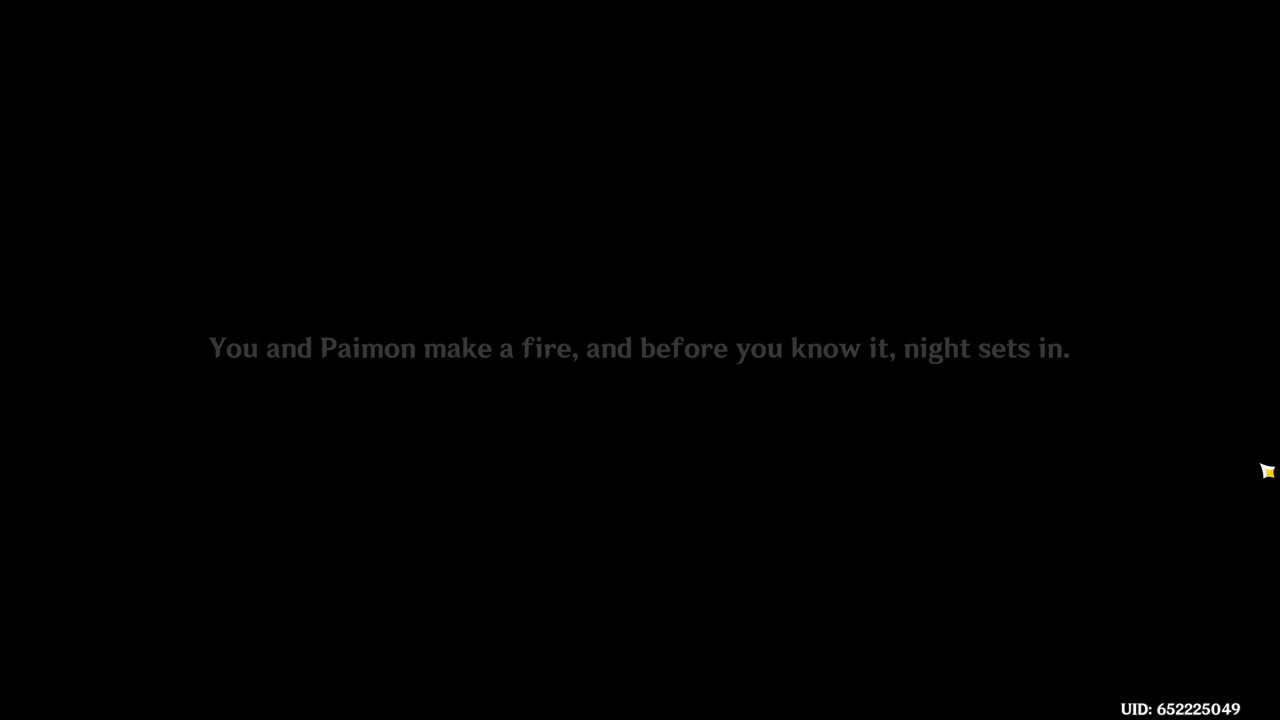 You and Paimon make a fire, and before you know it, night sets in.
UID: 652225049